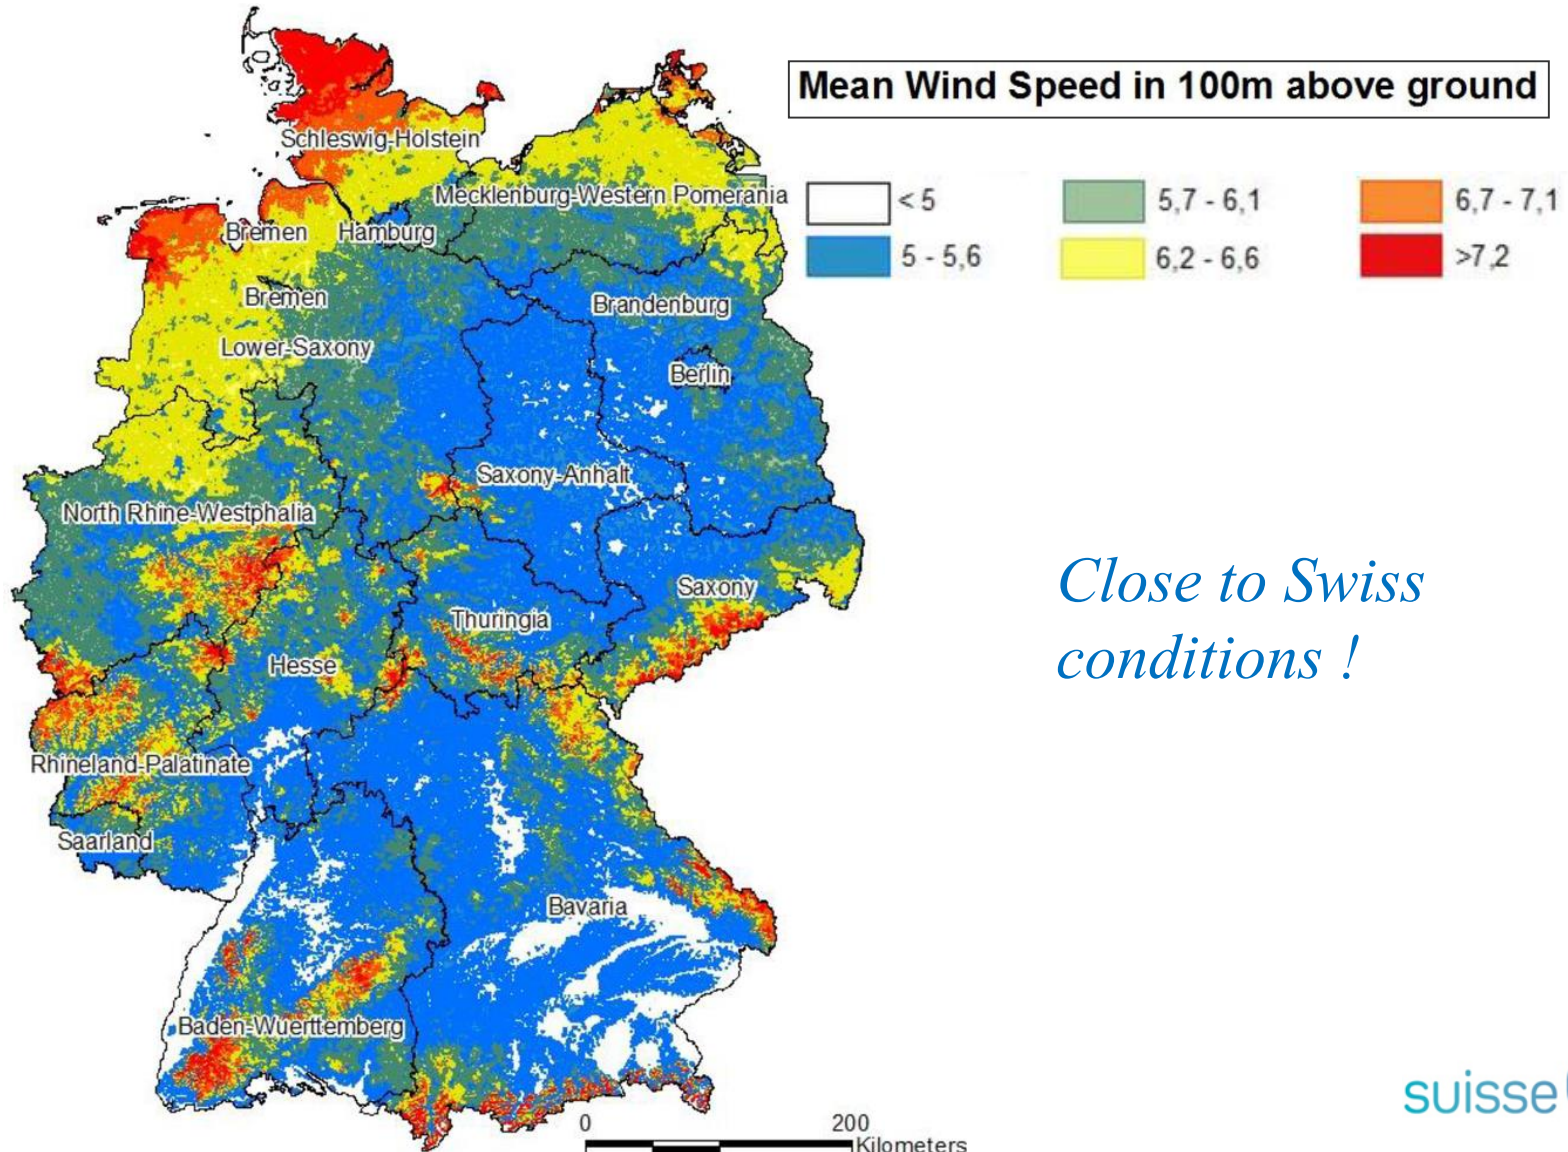 Mean Wind Speed in 100m above ground
Schleswig-Holstein
Mecklenburg-Western Pomerania
< 5
5,7 - 6,1
6,7 - 7,1
Bremen
Hamburg
5 - 5,6
6,2 - 6,6
>7,2
Bremen
Brandenburg
Lower-Saxony
Berlin
Saxony-Anhalt
North Rhine-Westphalia
Close to Swiss
conditions !
Saxony
Thuringia
Hesse
Rhineland-Palatinate
Saarland
Bavaria
Baden-Wuerttemberg
suisse
0
200
Kilometers